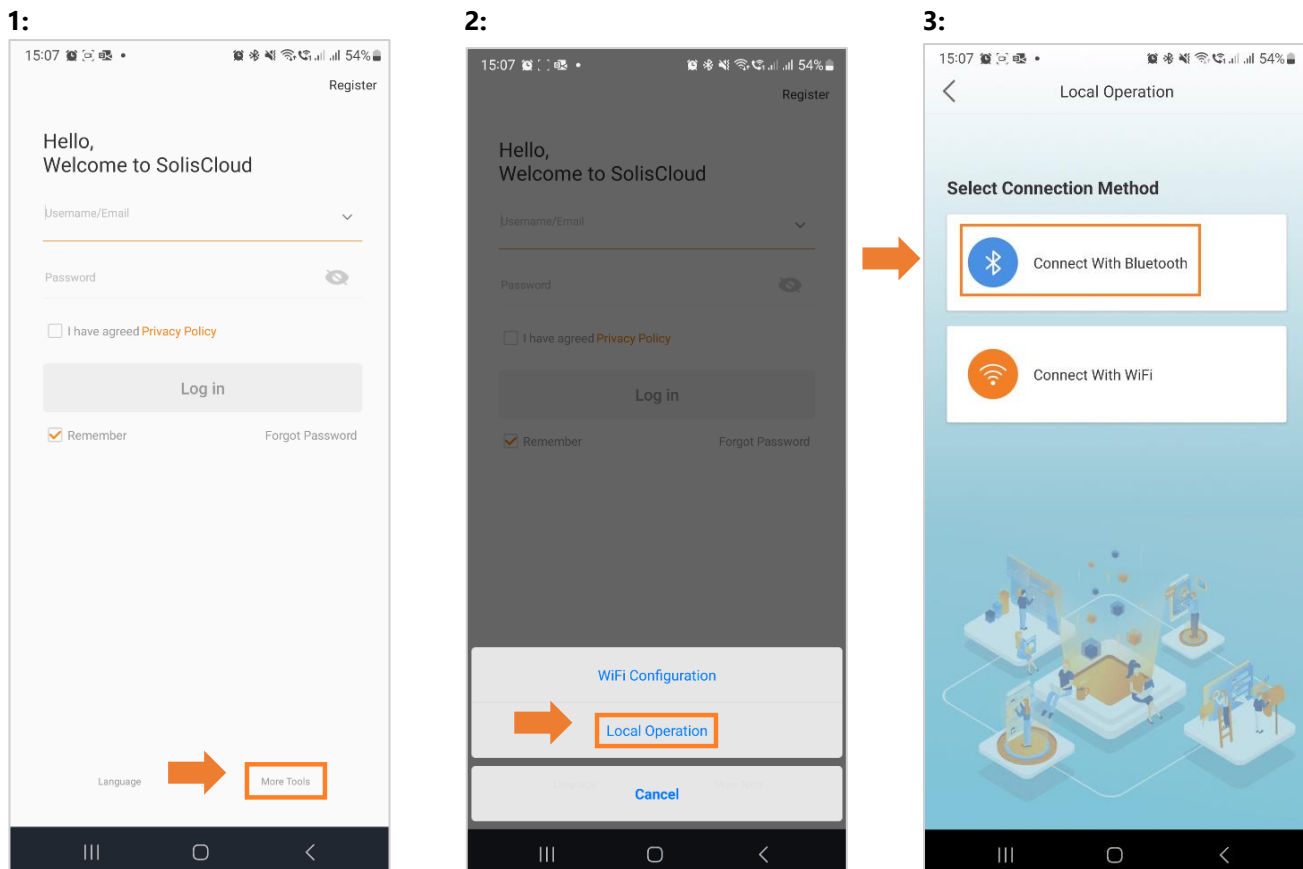 1:
15:07 54%
Register
Hello,
Welcome to SolisCloud
Username/Email
Password
I have agreed Privacy Policy
Log in
Remember Forgot Password
Language More Tools
2:
15:07 54%
Register
Hello,
Welcome to SolisCloud
Username/Email
Password
I have agreed Privacy Policy
Log in
Remember Forgot Password
WiFi Configuration
Local Operation
Cancel
3:
15:07 54%
Local Operation
Select Connection Method
Connect With Bluetooth
Connect With WiFi